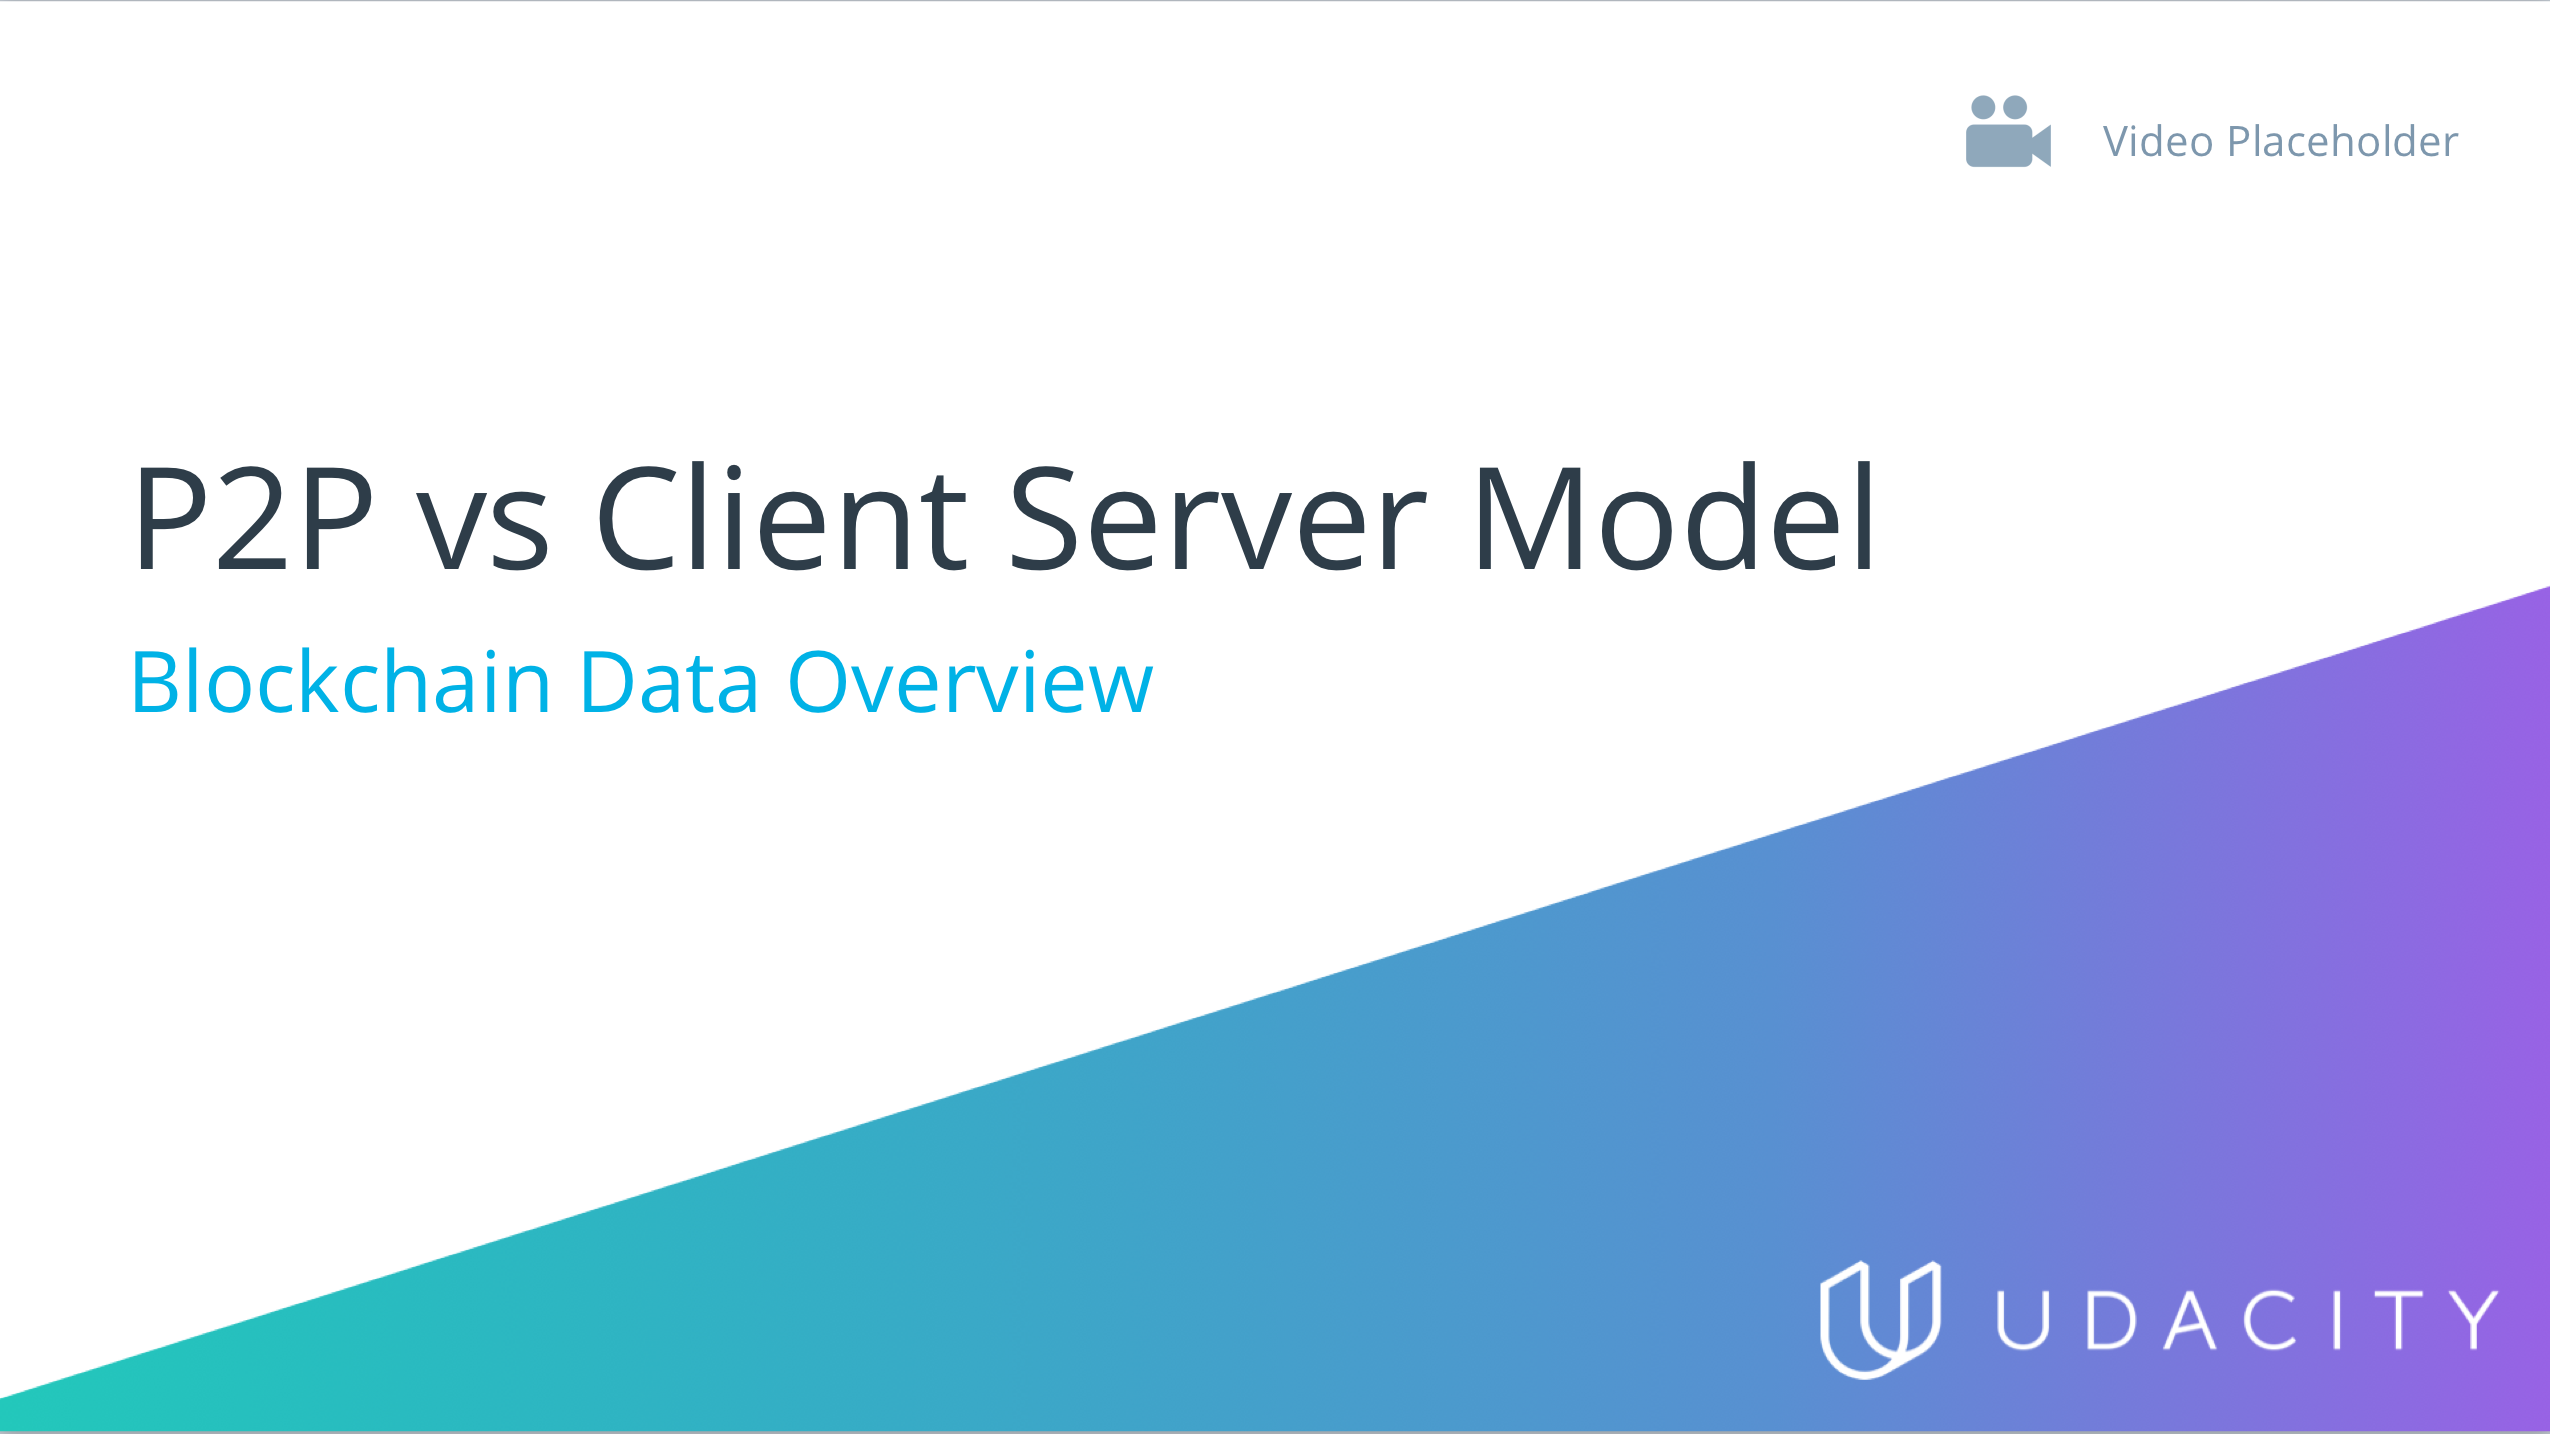 Video Placeholder
P2P vs Client Server Model
Blockchain Data Overview
UDACITY